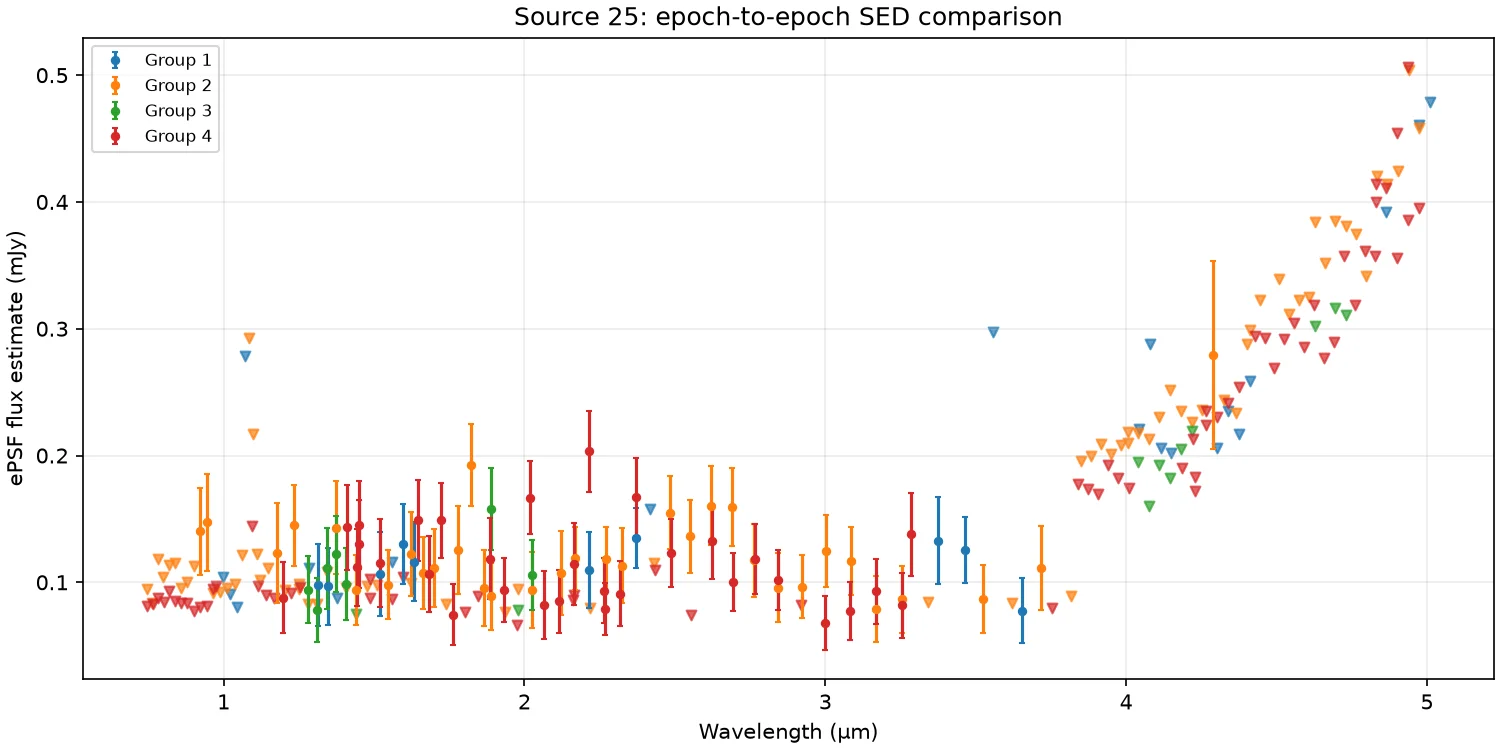 Source 25: epoch-to-epoch SED comparison
Group 1
Group 2
Group 3
Group 4
ePSF flux estimate (mJy)
0.5
0.4
0.3
0.2
0.1
1 2 3 4 5
Wavelength (μm)